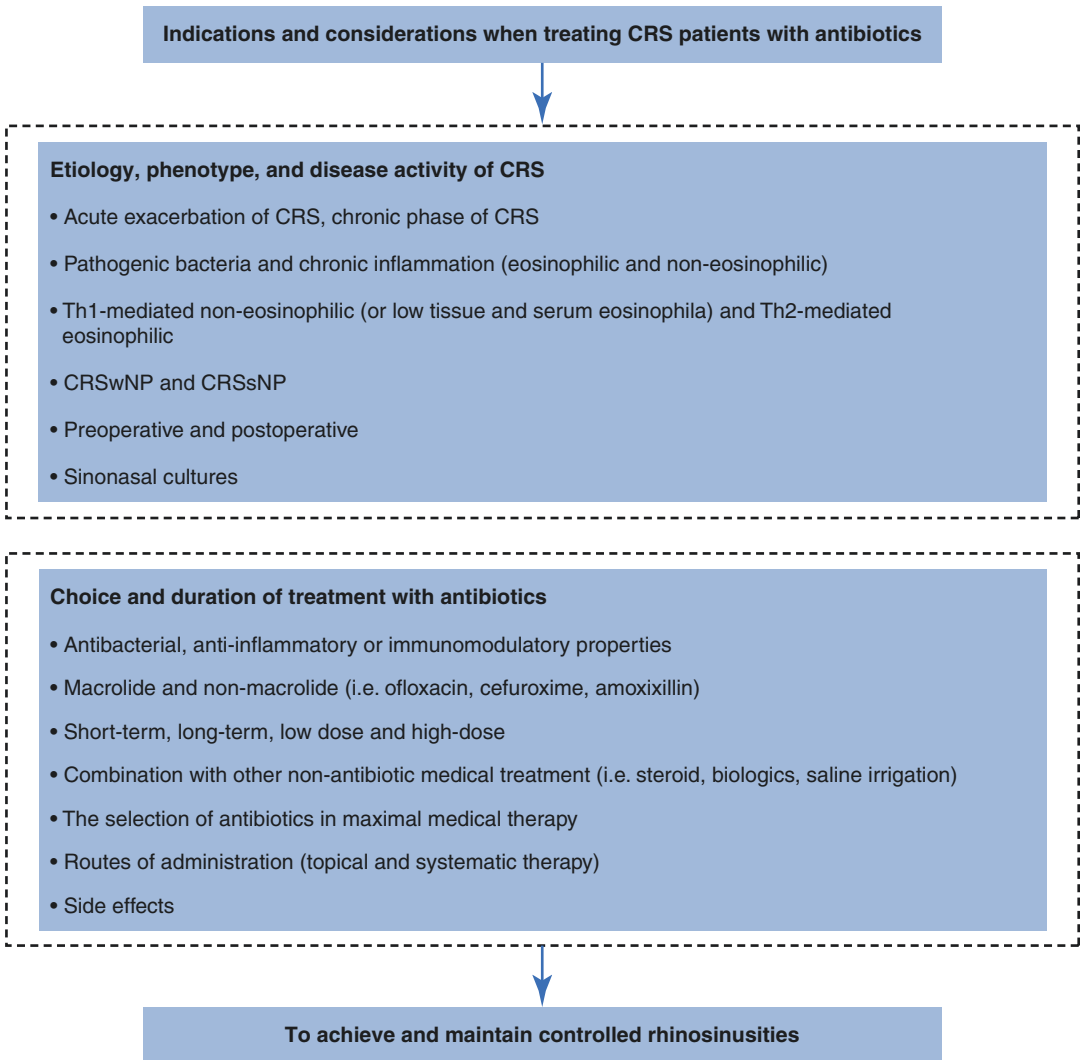 Indications and considerations when treating CRS patients with antibiotics
Etiology, phenotype, and disease activity of CRS
• Acute exacerbation of CRS, chronic phase of CRS
• Pathogenic bacteria and chronic inflammation (eosinophilic and non-eosinophilic)
• Th1-mediated non-eosinophilic (or low tissue and serum eosinophila) and Th2-mediated
eosinophilic
• CRSwNP and CRSsNP
• Preoperative and postoperative
• Sinonasal cultures
Choice and duration of treatment with antibiotics
• Antibacterial, anti-inflammatory or immunomodulatory properties
• Macrolide and non-macrolide (i.e. ofloxacin, cefuroxime, amoxixillin)
• Short-term, long-term, low dose and high-dose
• Combination with other non-antibiotic medical treatment (i.e. steroid, biologics, saline irrigation)
• The selection of antibiotics in maximal medical therapy
• Routes of administration (topical and systematic therapy)
• Side effects
To achieve and maintain controlled rhinosinusities